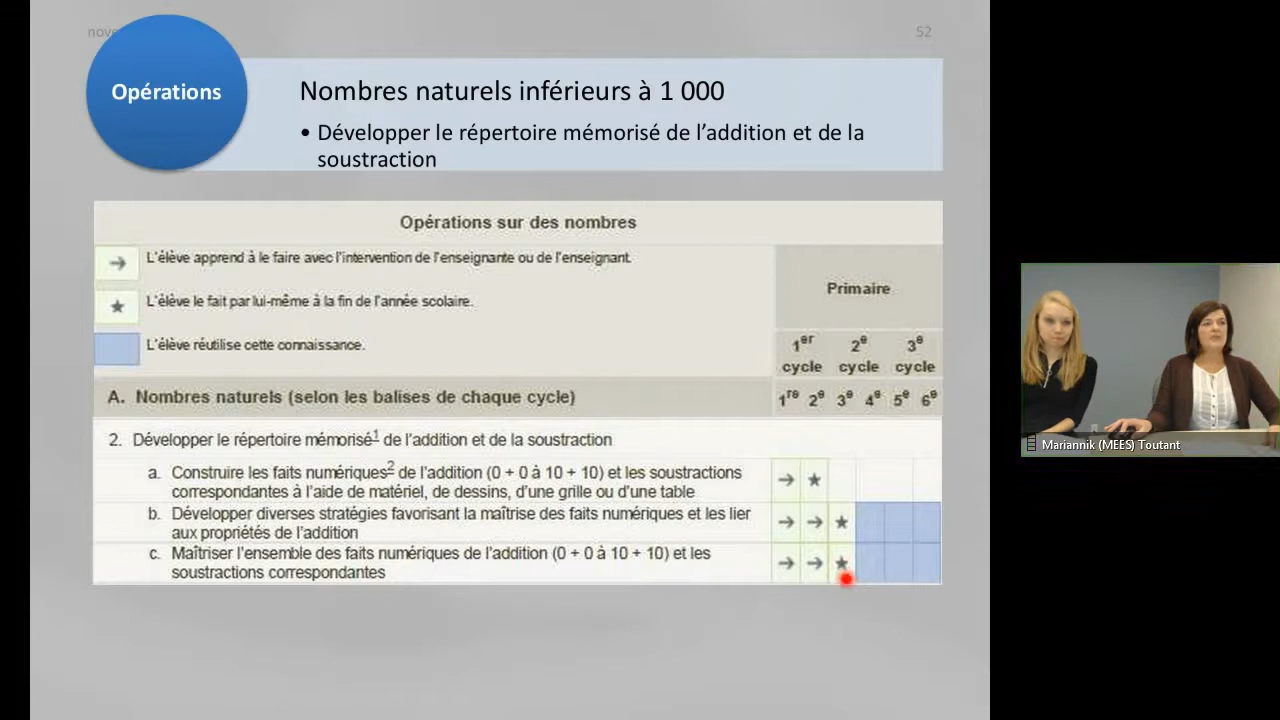 nove
52
Opérations
Nombres naturels inférieurs à 1 000
• Développer le répertoire mémorisé de l’addition et de la
soustraction
Opérations sur des nombres
→ L’élève apprend à le faire avec l’intervention de l’enseignante ou de l’enseignant.
Primaire
★ L’élève le fait par lui-même à la fin de l’année scolaire.
L’élève réutilise cette connaissance.
1er cycle 2e cycle 3e cycle
A. Nombres naturels (selon les balises de chaque cycle) 1re 2e 3e 4e 5e 6e
2. Développer le répertoire mémorisé1 de l’addition et de la soustraction
a. Construire les faits numériques2 de l’addition (0 + 0 à 10 + 10) et les soustractions
correspondantes à l’aide de matériel, de dessins, d’une grille ou d’une table → ★
b. Développer diverses stratégies favorisant la maîtrise des faits numériques et les lier
aux propriétés de l’addition → → ★
c. Maîtriser l’ensemble des faits numériques de l’addition (0 + 0 à 10 + 10) et les
soustractions correspondantes → → ★
Mariannik (MEES) Toutant